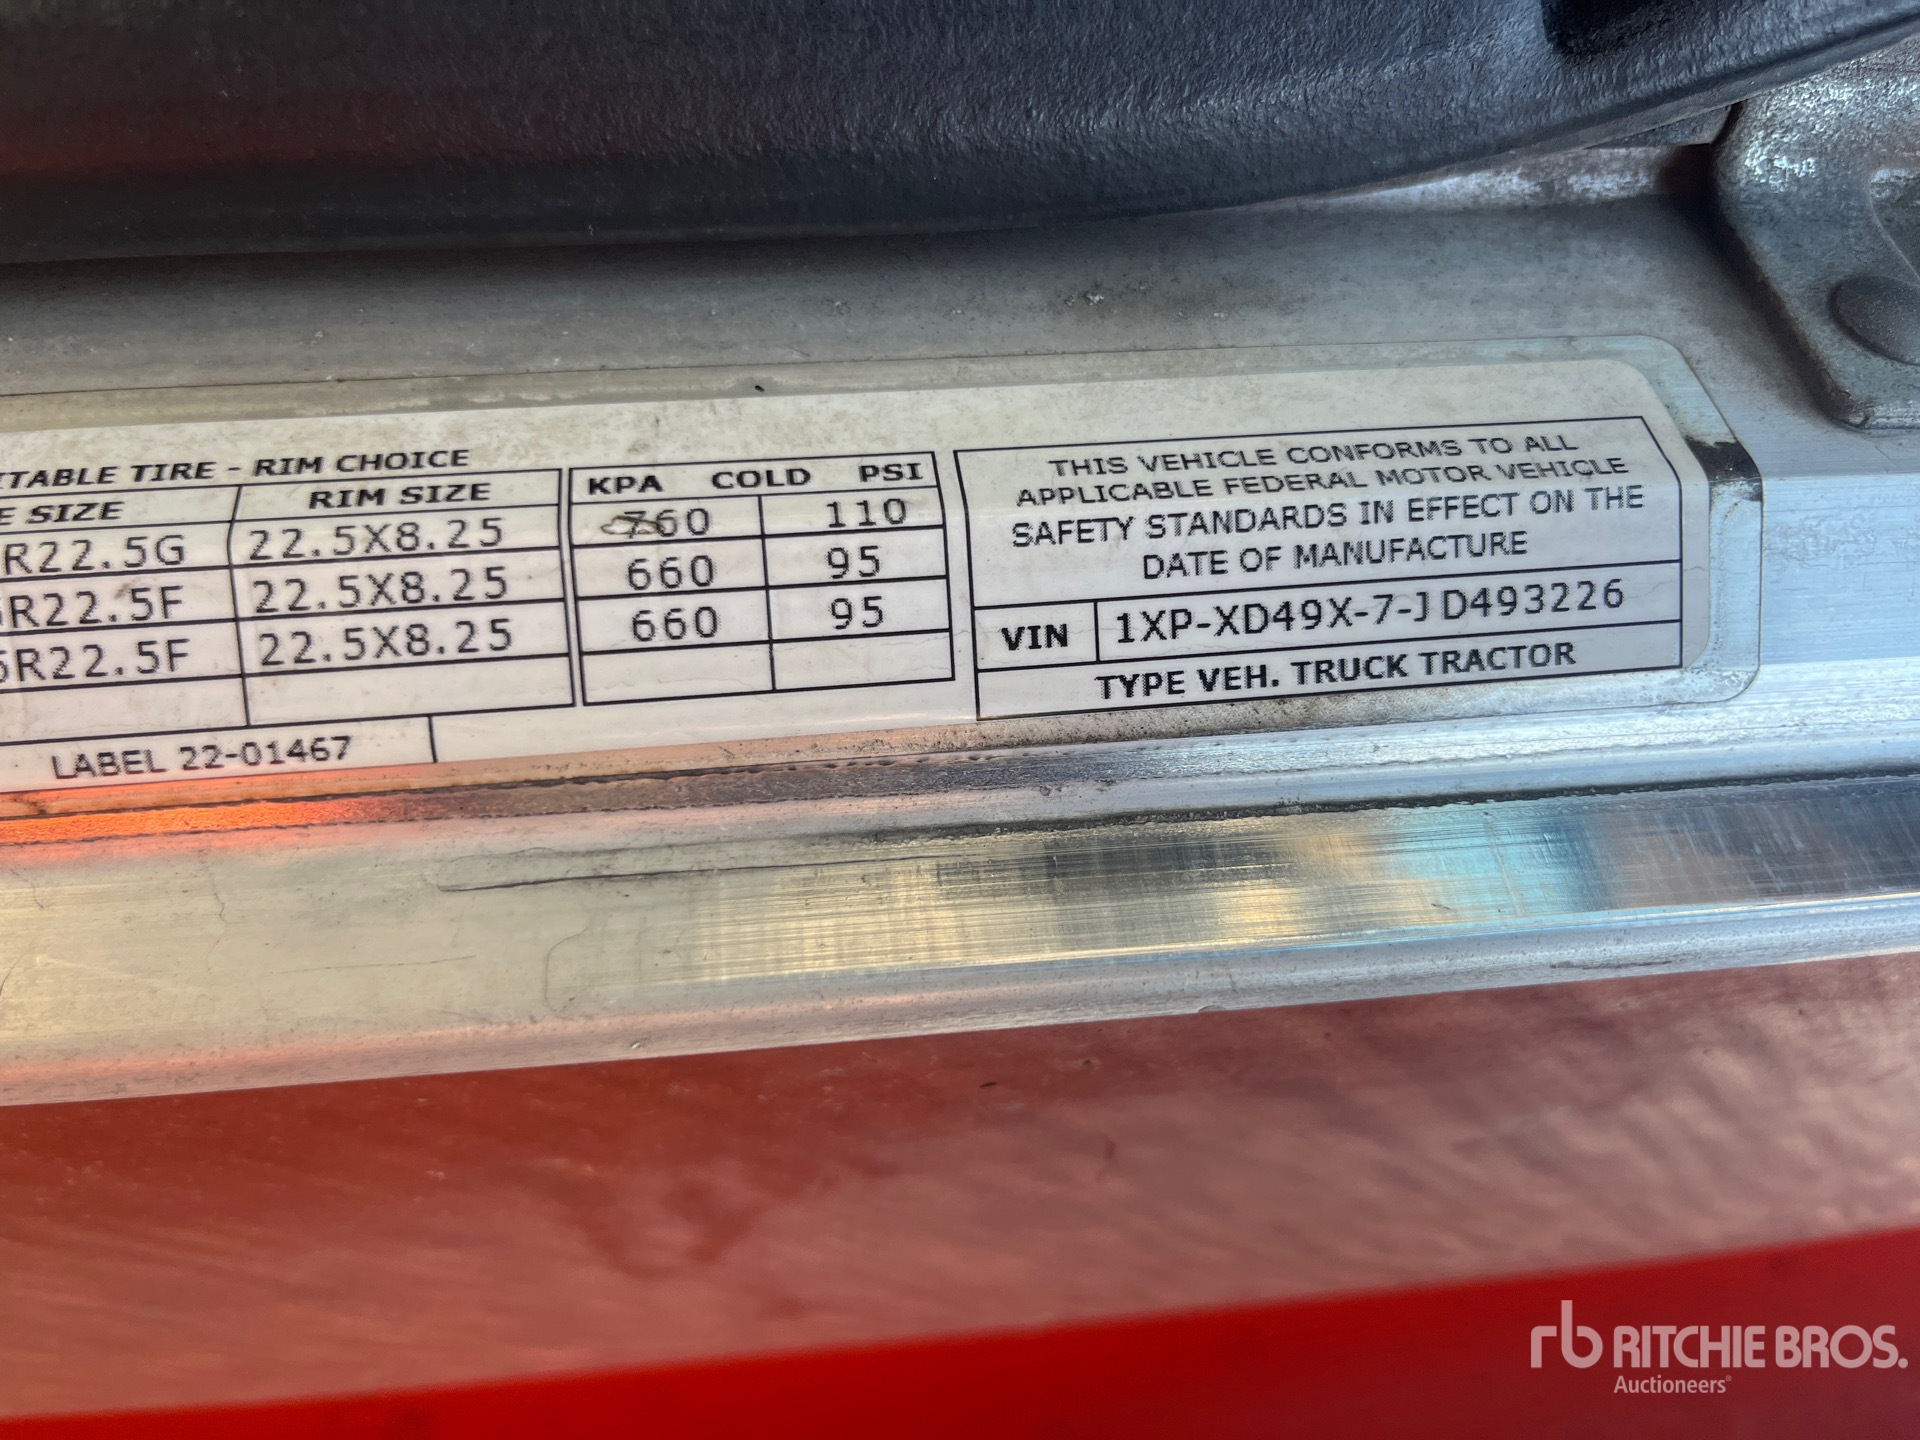 ITABLE TIRE - RIM CHOICE
E SIZE RIM SIZE
R22.5G 22.5X8.25
R22.5F 22.5X8.25
5R22.5F 22.5X8.25
KPA COLD PSI
760 110
660 95
660 95
LABEL 22-01467
THIS VEHICLE CONFORMS TO ALL
APPLICABLE FEDERAL MOTOR VEHICLE
SAFETY STANDARDS IN EFFECT ON THE
DATE OF MANUFACTURE
VIN 1XP-XD49X-7-JD493226
TYPE VEH. TRUCK TRACTOR
rb RITCHIE BROS.
Auctioneers®